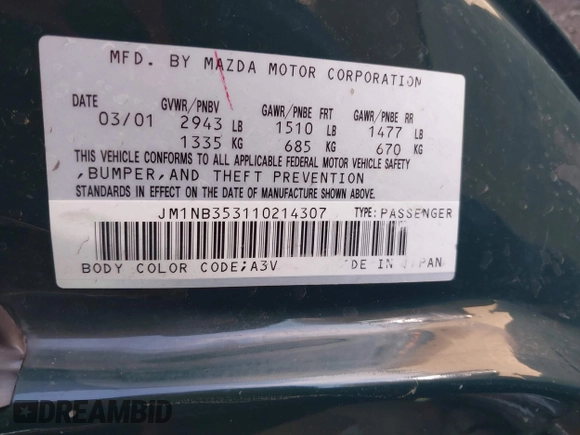 MFD. BY MAZDA MOTOR CORPORATION
DATE GVWR/PNBV GAWR/PNBE FRT GAWR/PNBE RR
03/01 2943 LB 1510 LB 1477 LB
1335 KG 685 KG 670 KG
THIS VEHICLE CONFORMS TO ALL APPLICABLE FEDERAL MOTOR VEHICLE SAFETY
,BUMPER,AND THEFT PREVENTION
STANDARDS IN EFFECT ON THE DATE OF MANUFACTURE SHOWN ABOVE.
JM1NB353110214307 TYPE:PASSENGER
BODY COLOR CODE;A3V IN
DREAMBID